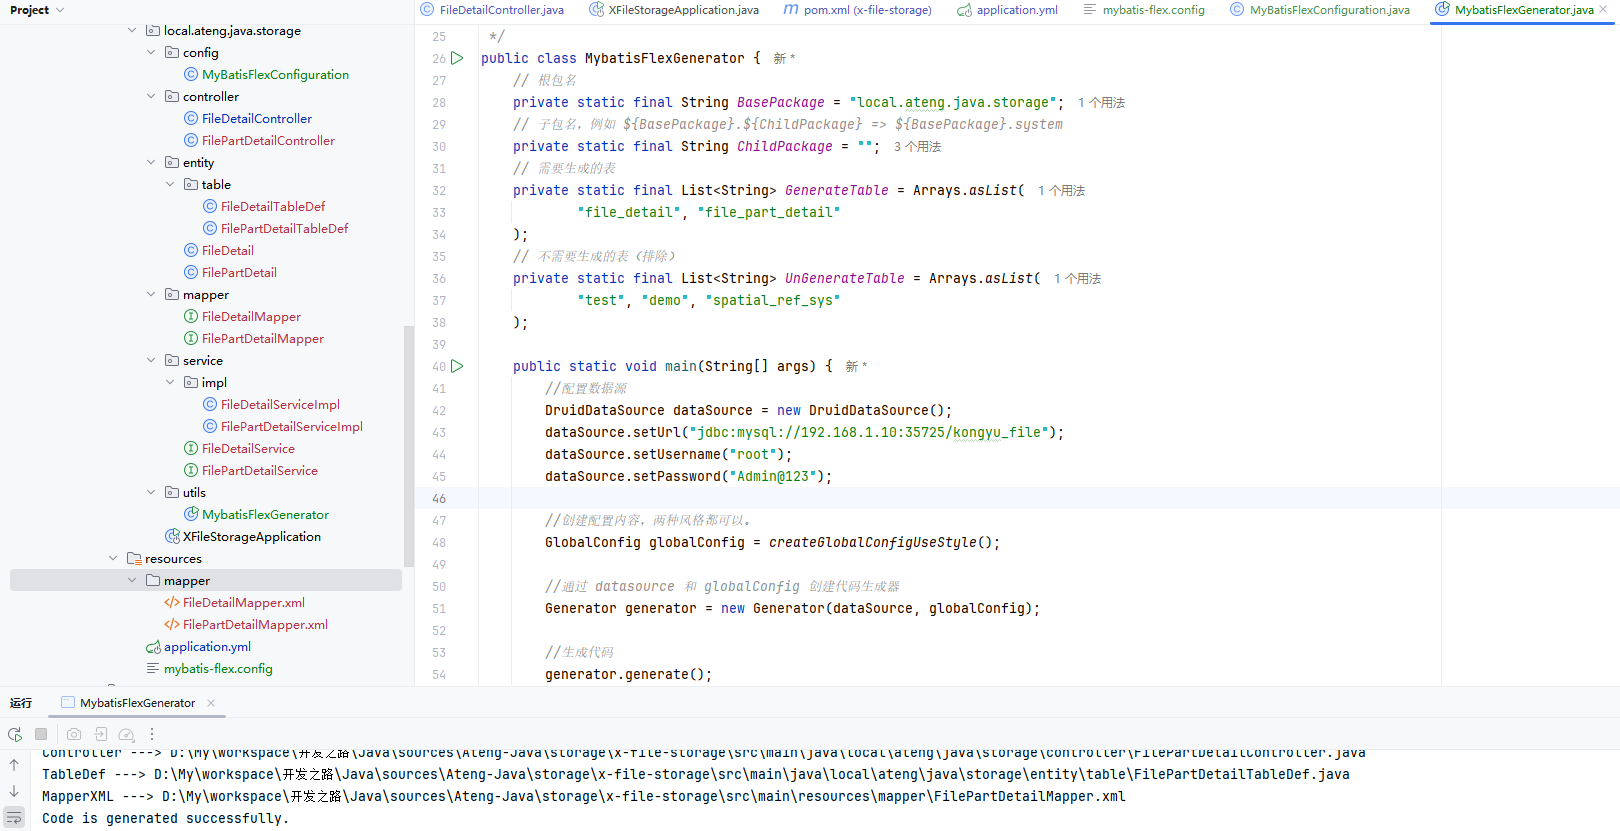 Project
FileDetailController.java XFileStorageApplication.java pom.xml (x-file-storage) application.yml mybatis-flex.config MyBatisFlexConfiguration.java MybatisFlexGenerator.java
local.ateng.java.storage
config
MyBatisFlexConfiguration
controller
FileDetailController
FilePartDetailController
entity
table
FileDetailTableDef
FilePartDetailTableDef
FileDetail
FilePartDetail
mapper
FileDetailMapper
FilePartDetailMapper
service
impl
FileDetailServiceImpl
FilePartDetailServiceImpl
FileDetailService
FilePartDetailService
utils
MybatisFlexGenerator
XFileStorageApplication
resources
mapper
FileDetailMapper.xml
FilePartDetailMapper.xml
application.yml
mybatis-flex.config
25 */
26 public class MybatisFlexGenerator { 新 *
27 // 根包名
28 private static final String BasePackage = "local.ateng.java.storage"; 1 个用法
29 // 子包名，例如 ${BasePackage}.${ChildPackage} => ${BasePackage}.system
30 private static final String ChildPackage = ""; 3 个用法
31 // 需要生成的表
32 private static final List<String> GenerateTable = Arrays.asList( 1 个用法
33 "file_detail", "file_part_detail"
34 );
35 // 不需要生成的表（排除）
36 private static final List<String> UnGenerateTable = Arrays.asList( 1 个用法
37 "test", "demo", "spatial_ref_sys"
38 );
39
40 public static void main(String[] args) { 新 *
41 //配置数据源
42 DruidDataSource dataSource = new DruidDataSource();
43 dataSource.setUrl("jdbc:mysql://192.168.1.10:35725/kongyu_file");
44 dataSource.setUsername("root");
45 dataSource.setPassword("Admin@123");
46
47 //创建配置内容，两种风格都可以。
48 GlobalConfig globalConfig = createGlobalConfigUseStyle();
49
50 //通过 datasource 和 globalConfig 创建代码生成器
51 Generator generator = new Generator(dataSource, globalConfig);
52
53 //生成代码
54 generator.generate();
运行 MybatisFlexGenerator
Controller ---> D:\My\workspace\开发之路\Java\sources\Ateng-Java\storage\x-file-storage\src\main\java\local\ateng\java\storage\controller\FilePartDetailController.java
TableDef ---> D:\My\workspace\开发之路\Java\sources\Ateng-Java\storage\x-file-storage\src\main\java\local\ateng\java\storage\entity\table\FilePartDetailTableDef.java
MapperXML ---> D:\My\workspace\开发之路\Java\sources\Ateng-Java\storage\x-file-storage\src\main\resources\mapper\FilePartDetailMapper.xml
Code is generated successfully.